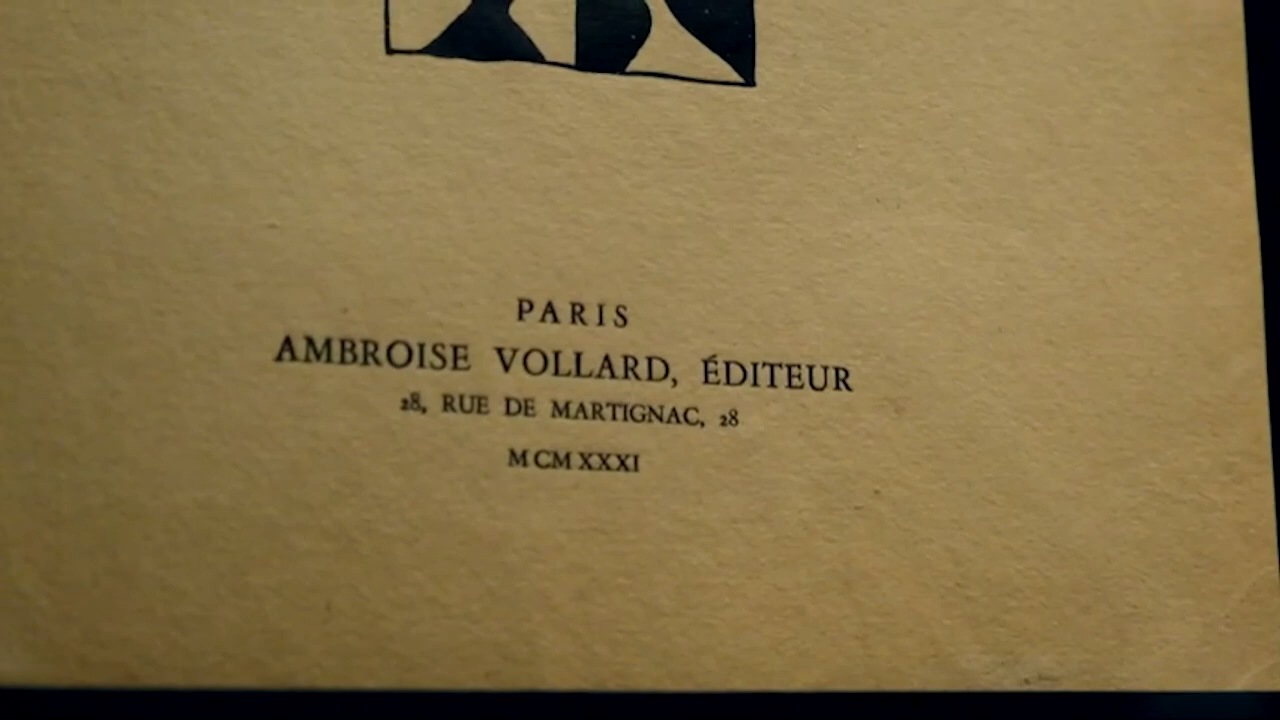 PARIS
AMBROISE VOLLARD, ÉDITEUR
28, RUE DE MARTIGNAC, 28
MCMXXXI